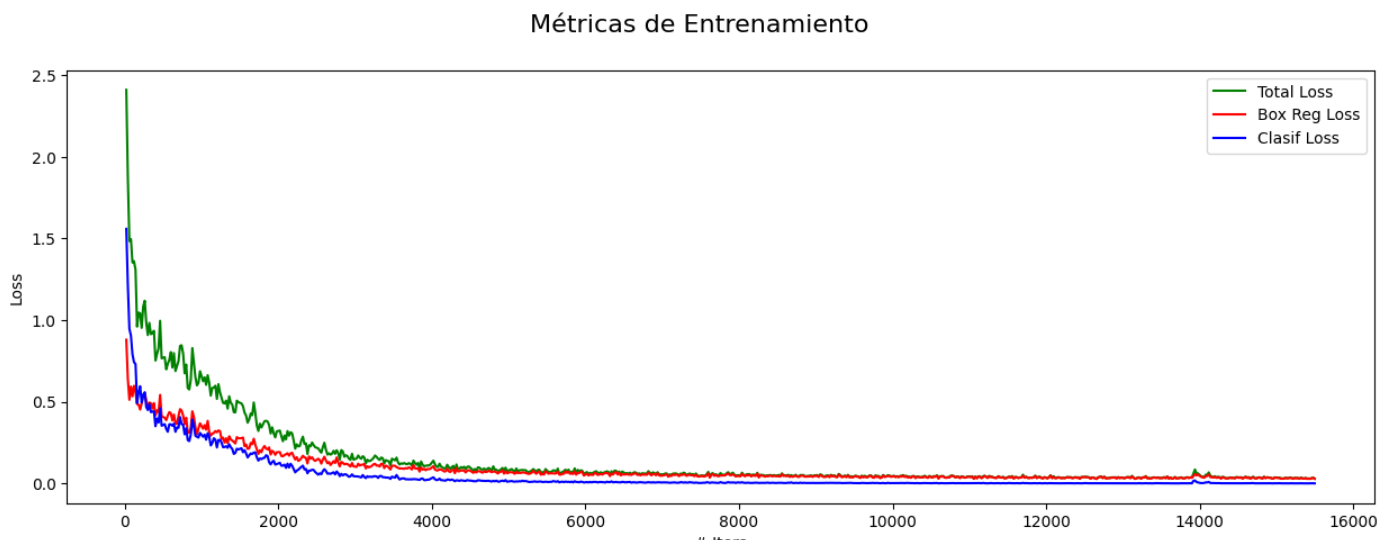 Métricas de Entrenamiento
2.5
2.0
1.5
1.0
0.5
0.0
Loss
Total Loss
Box Reg Loss
Clasif Loss
0 2000 4000 6000 8000 10000 12000 14000 16000